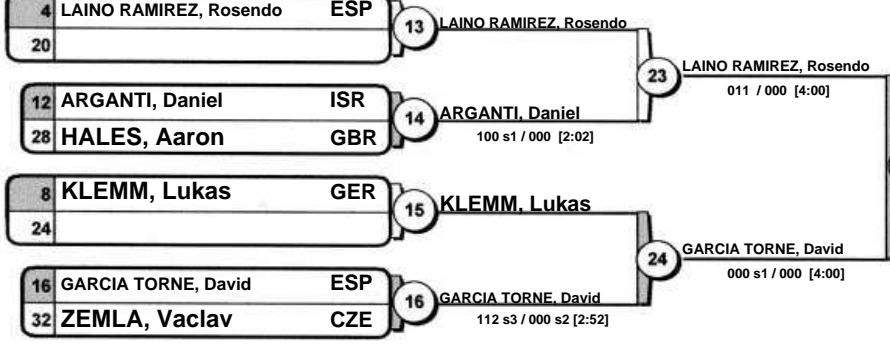 4 LAINO RAMIREZ, Rosendo ESP
20
13 LAINO RAMIREZ, Rosendo
12 ARGANTI, Daniel ISR
28 HALES, Aaron GBR
14 ARGANTI, Daniel
100 s1 / 000 [2:02]
23 LAINO RAMIREZ, Rosendo
011 / 000 [4:00]
8 KLEMM, Lukas GER
24
15 KLEMM, Lukas
16 GARCIA TORNE, David ESP
32 ZEMLA, Vaclav CZE
16 GARCIA TORNE, David
112 s3 / 000 s2 [2:52]
24 GARCIA TORNE, David
000 s1 / 000 [4:00]